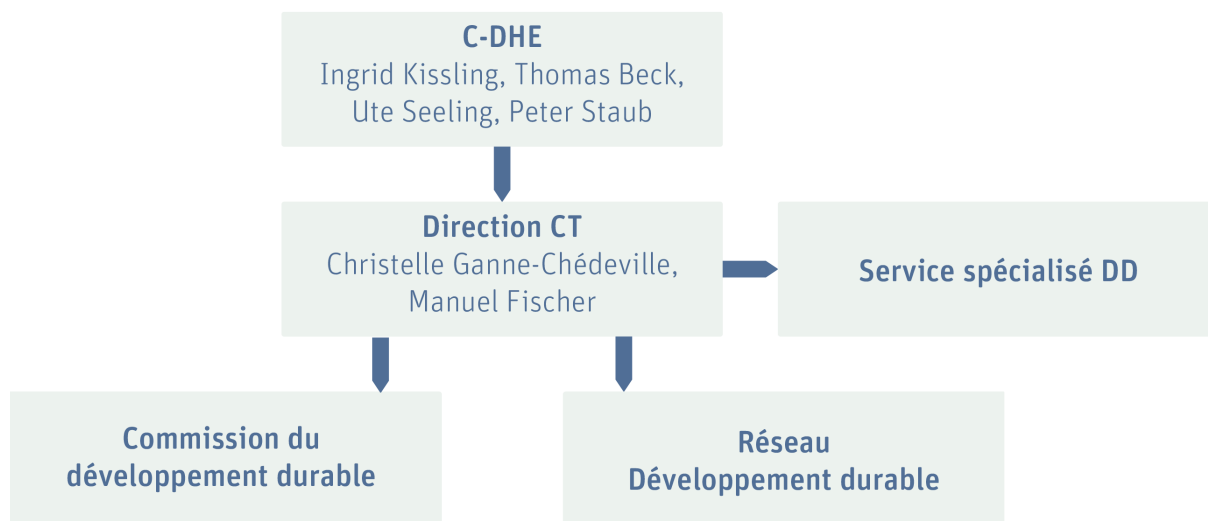 C-DHE
Ingrid Kissling, Thomas Beck,
Ute Seeling, Peter Staub
Direction CT
Christelle Ganne-Chédeville,
Manuel Fischer
Service spécialisé DD
Commission du
développement durable
Réseau
Développement durable